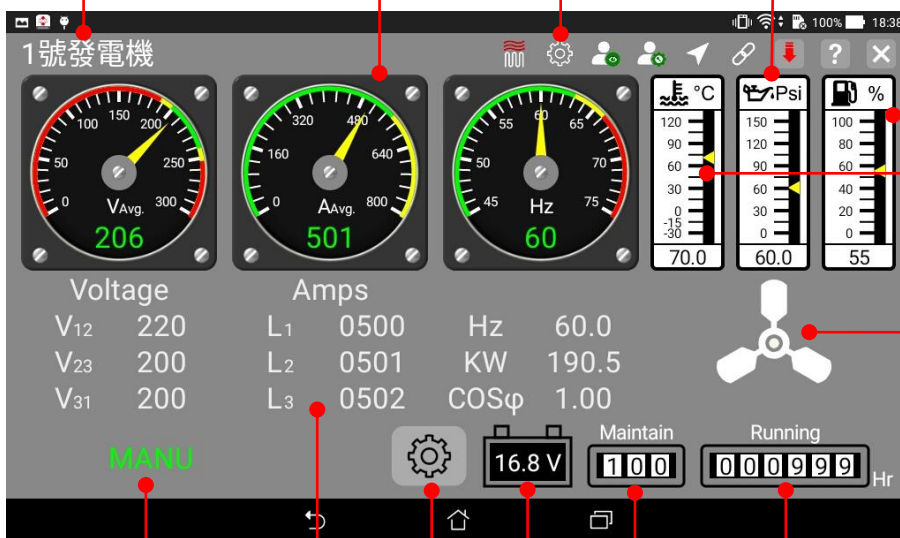 100% 18:38
1號發電機
?
0 50 100 150 200 250 300
VAvg.
206
0 160 320 480 640 800
AAvg.
501
45 50 55 60 65 70 75
Hz
60
°C
120
90
60
30
0
-15
-30
70.0
Psi
150
120
90
60
30
0
60.0
%
100
80
60
40
20
0
55
Voltage Amps
V12 220 L1 0500 Hz 60.0
V23 200 L2 0501 KW 190.5
V31 200 L3 0502 COSφ 1.00
MANU
16.8 V
Maintain
100
Running
000999 Hr